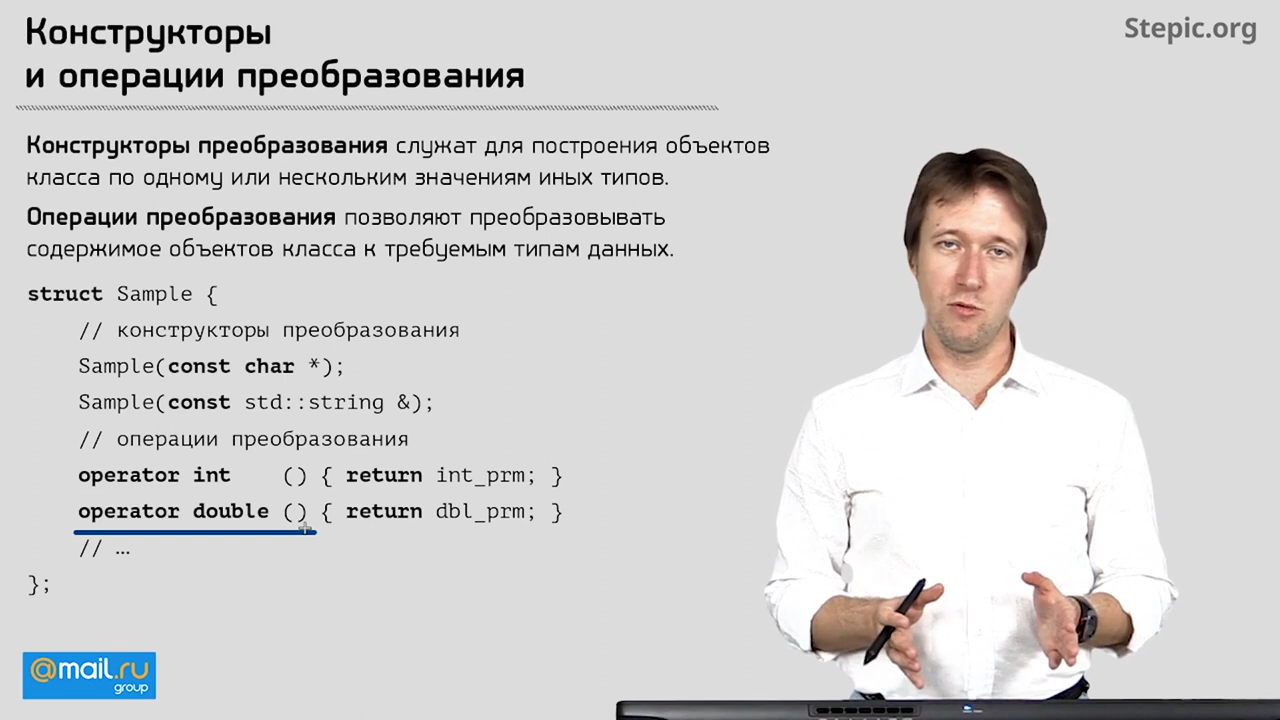 Конструкторы
и операции преобразования
Stepic.org
Конструкторы преобразования служат для построения объектов
класса по одному или нескольким значениям иных типов.
Операции преобразования позволяют преобразовывать
содержимое объектов класса к требуемым типам данных.
struct Sample {
// конструкторы преобразования
Sample(const char *);
Sample(const std::string &);
// операции преобразования
operator int () { return int_prm; }
operator double () { return dbl_prm; }
// …
};
@mail.ru
group